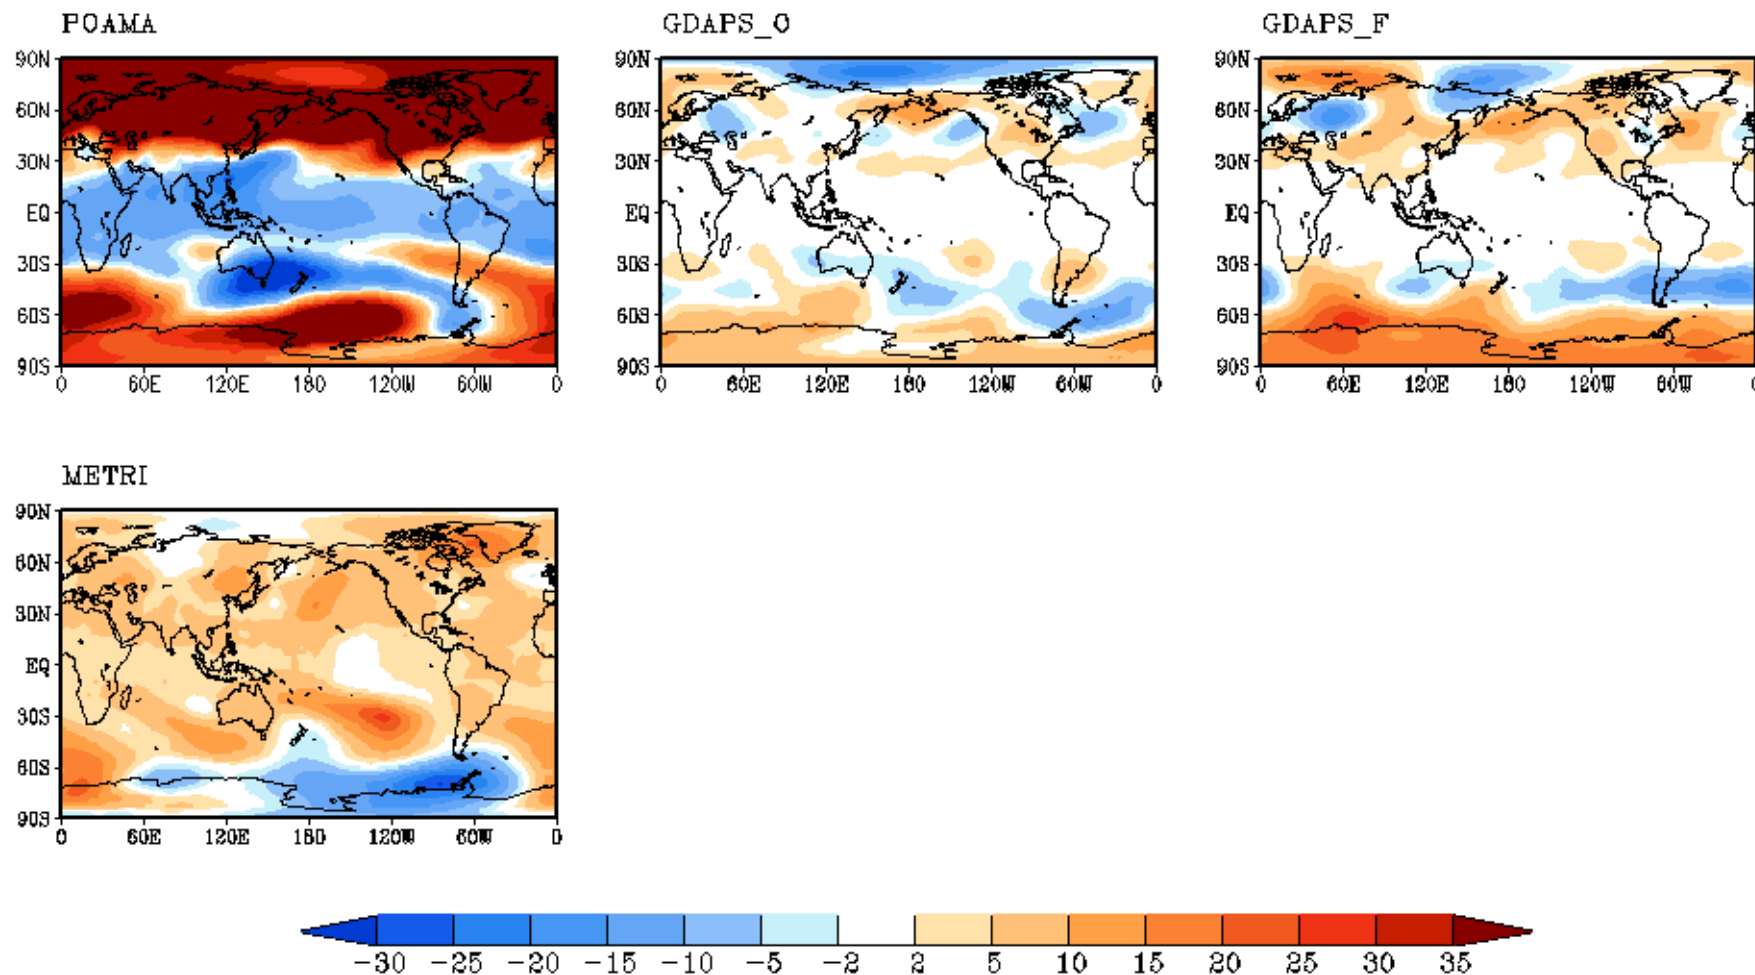 POAMA GDAPS_O GDAPS_F
90N 90N 90N
60N 60N 60N
30N 30N 30N
EQ EQ EQ
30S 30S 30S
60S 60S 60S
90S 90S 90S
0 60E 120E 180 120W 60W 0 0 60E 120E 180 120W 60W 0 0 60E 120E 180 120W 60W 0
METRI
90N
60N
30N
EQ
30S
60S
90S
0 60E 120E 180 120W 60W 0
-30 -25 -20 -15 -10 -5 -2 2 5 10 15 20 25 30 35